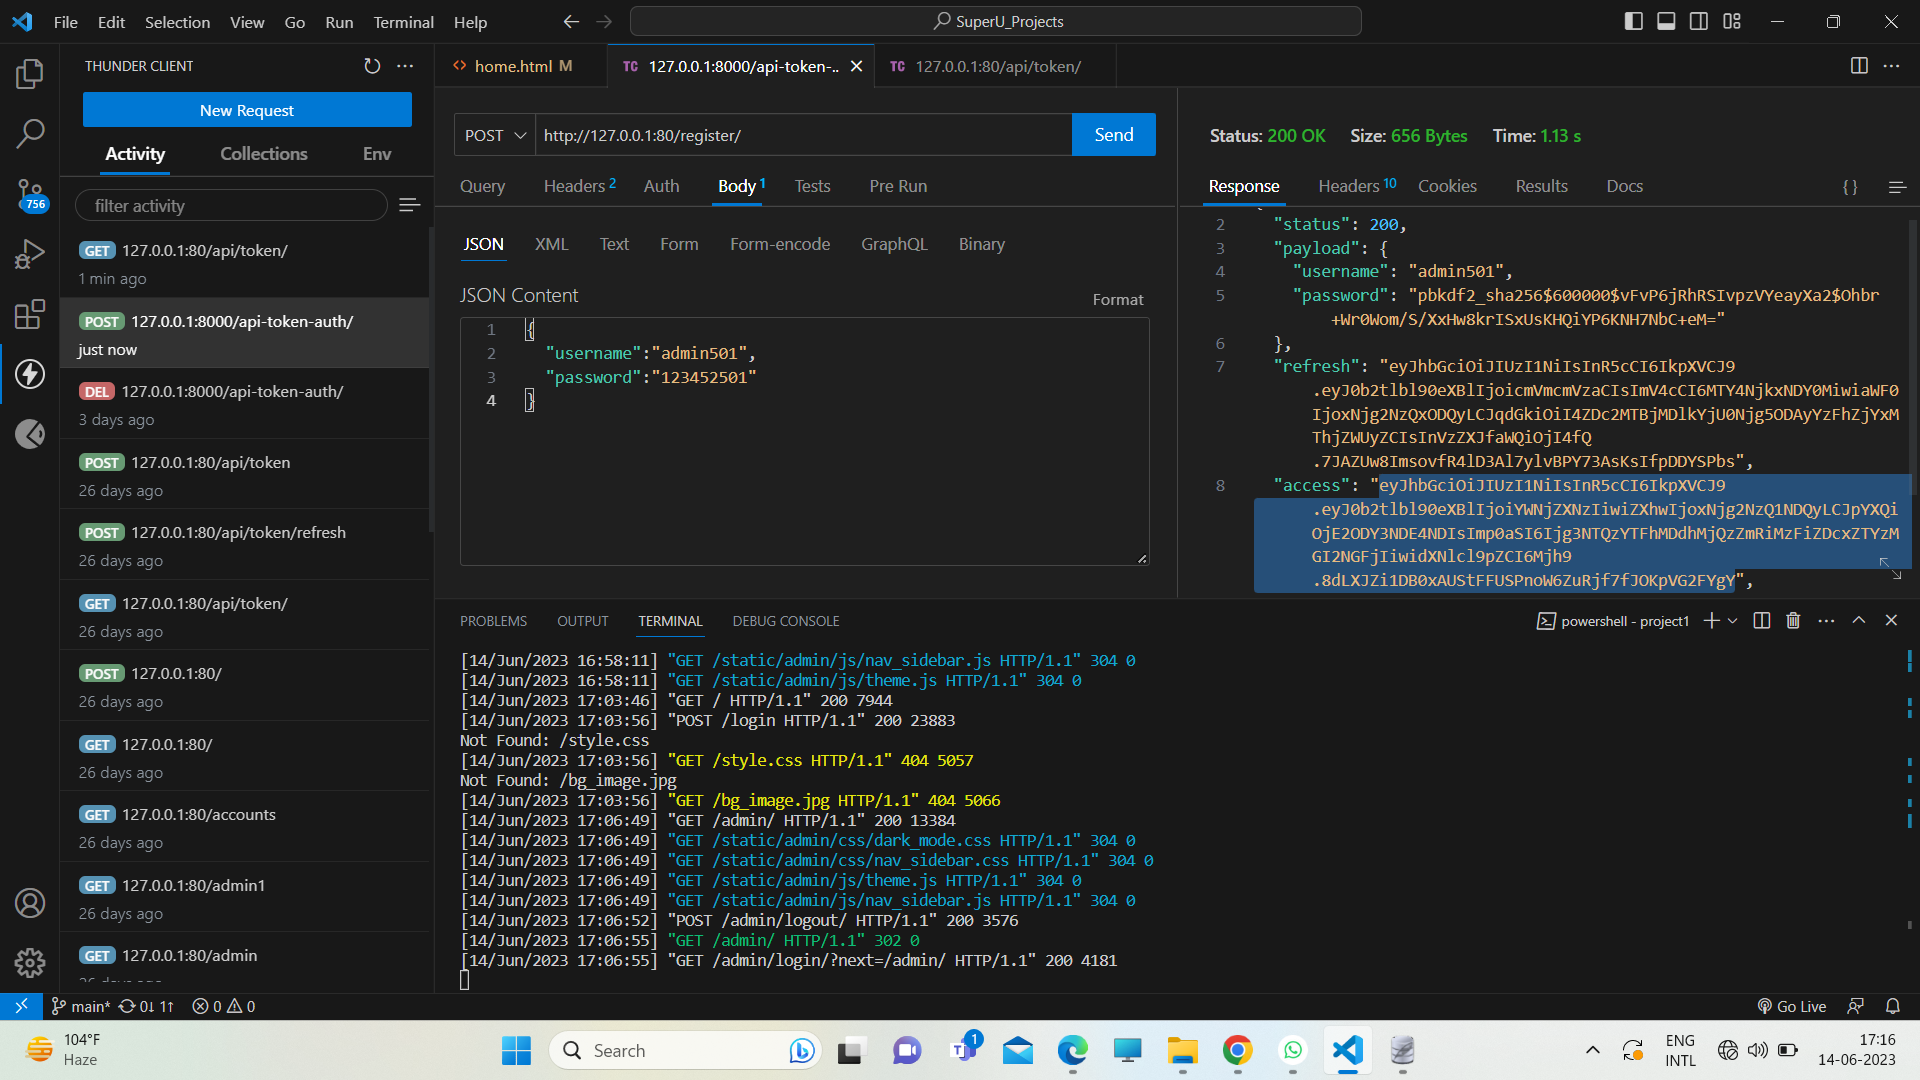 File Edit Selection View Go Run Terminal Help
SuperU_Projects
THUNDER CLIENT
New Request
Activity Collections Env
filter activity
GET 127.0.0.1:80/api/token/
1 min ago
POST 127.0.0.1:8000/api-token-auth/
just now
DEL 127.0.0.1:8000/api-token-auth/
3 days ago
POST 127.0.0.1:80/api/token
26 days ago
POST 127.0.0.1:80/api/token/refresh
26 days ago
GET 127.0.0.1:80/api/token/
26 days ago
POST 127.0.0.1:80/
26 days ago
GET 127.0.0.1:80/
26 days ago
GET 127.0.0.1:80/accounts
26 days ago
GET 127.0.0.1:80/admin1
26 days ago
GET 127.0.0.1:80/admin
756
<> home.html M
TC 127.0.0.1:8000/api-token-..
TC 127.0.0.1:80/api/token/
POST http://127.0.0.1:80/register/ Send
Query Headers 2 Auth Body 1 Tests Pre Run
JSON XML Text Form Form-encode GraphQL Binary
JSON Content
Format
1 {
2 "username":"admin501",
3 "password":"123452501"
4 }
Status: 200 OK Size: 656 Bytes Time: 1.13 s
Response Headers 10 Cookies Results Docs {}
2 "status": 200,
3 "payload": {
4 "username": "admin501",
5 "password": "pbkdf2_sha256$600000$vFvP6jRhRSIvpzVYeayXa2$Ohbr
+Wr0Wom/S/XxHw8krISxUsKHQiYP6KNH7NbC+eM="
6 },
7 "refresh": "eyJhbGciOiJIUzI1NiIsInR5cCI6IkpXVCJ9
.eyJ0b2tlbl90eXBlIjoicmVmcmVzaCIsImV4cCI6MTY4NjkxNDY0MiwiaWF0
IjoxNjg2NzQxODQyLCJqdGkiOiI4ZDc2MTBjMDlkYjU0Njg5ODAyYzFhZjYxM
ThjZWUyZCIsInVzZXJfaWQiOjI4fQ
.7JAZUw8ImsovfR4lD3Al7ylvBPY73AsKsIfpDDYSPbs",
8 "access": "eyJhbGciOiJIUzI1NiIsInR5cCI6IkpXVCJ9
.eyJ0b2tlbl90eXBlIjoiYWNjZXNzIiwiZXhwIjoxNjg2NzQ1NDQyLCJpYXQi
OjE2ODY3NDE4NDIsImp0aSI6Ijg3NTQzYTFhMDdhMjQzZmRiMzFiZDcxZTYzM
GI2NGFjIiwidXNlcl9pZCI6Mjh9
.8dLXJZi1DB0xAUStFFUSPnoW6ZuRjf7fJOKpVG2FYgY",
PROBLEMS OUTPUT TERMINAL DEBUG CONSOLE
powershell - project1
[14/Jun/2023 16:58:11] "GET /static/admin/js/nav_sidebar.js HTTP/1.1" 304 0
[14/Jun/2023 16:58:11] "GET /static/admin/js/theme.js HTTP/1.1" 304 0
[14/Jun/2023 17:03:46] "GET / HTTP/1.1" 200 7944
[14/Jun/2023 17:03:56] "POST /login HTTP/1.1" 200 23883
Not Found: /style.css
[14/Jun/2023 17:03:56] "GET /style.css HTTP/1.1" 404 5057
Not Found: /bg_image.jpg
[14/Jun/2023 17:03:56] "GET /bg_image.jpg HTTP/1.1" 404 5066
[14/Jun/2023 17:06:49] "GET /admin/ HTTP/1.1" 200 13384
[14/Jun/2023 17:06:49] "GET /static/admin/css/dark_mode.css HTTP/1.1" 304 0
[14/Jun/2023 17:06:49] "GET /static/admin/css/nav_sidebar.css HTTP/1.1" 304 0
[14/Jun/2023 17:06:49] "GET /static/admin/js/theme.js HTTP/1.1" 304 0
[14/Jun/2023 17:06:49] "GET /static/admin/js/nav_sidebar.js HTTP/1.1" 304 0
[14/Jun/2023 17:06:52] "POST /admin/logout/ HTTP/1.1" 200 3576
[14/Jun/2023 17:06:55] "GET /admin/ HTTP/1.1" 302 0
[14/Jun/2023 17:06:55] "GET /admin/login/?next=/admin/ HTTP/1.1" 200 4181
main* 0↓ 1↑ 0 0
Go Live
104°F
Haze
Search
1
ENG
INTL
17:16
14-06-2023